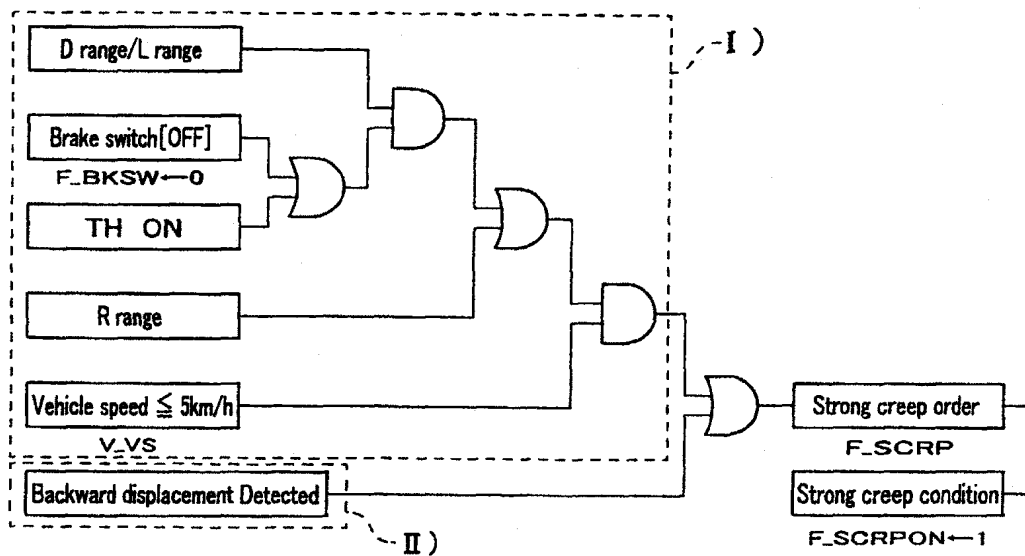 D range/L range
I )
Brake switch[OFF]
F_BKSW←0
TH ON
R range
Vehicle speed ≦ 5km/h
V_VS
Strong creep order
F_SCRP
Backward displacement Detected
Strong creep condition
II )
F_SCRPON←1